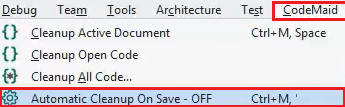 Debug Team Tools Architecture Test CodeMaid
Cleanup Active Document Ctrl+M, Space
Cleanup Open Code
Cleanup All Code...
Automatic Cleanup On Save - OFF Ctrl+M, '